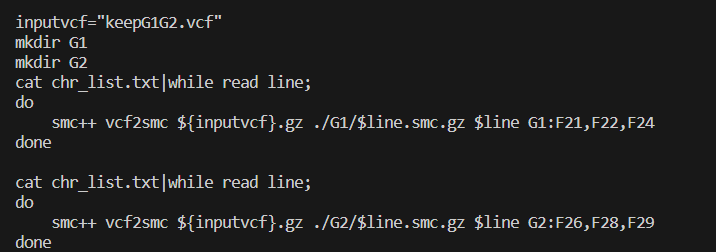 inputvcf="keepG1G2.vcf"
mkdir G1
mkdir G2
cat chr_list.txt|while read line;
do
    smc++ vcf2smc ${inputvcf}.gz ./G1/$line.smc.gz $line G1:F21,F22,F24
done

cat chr_list.txt|while read line;
do
    smc++ vcf2smc ${inputvcf}.gz ./G2/$line.smc.gz $line G2:F26,F28,F29
done